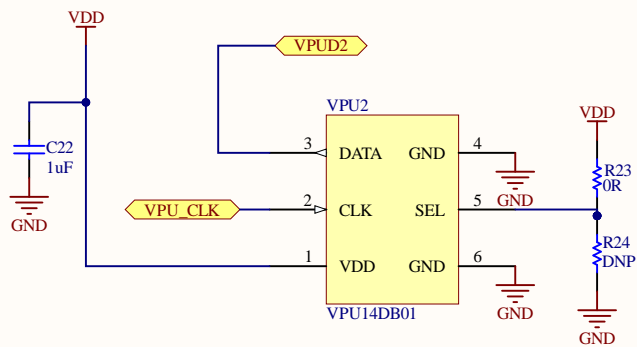 VDD
VPUD2
VPU2
VDD
C22
1uF
GND
3
DATA
GND
4
GND
R23
0R
VPU_CLK
2
CLK
SEL
5
R24
DNP
1
VDD
GND
6
GND
GND
VPU14DB01